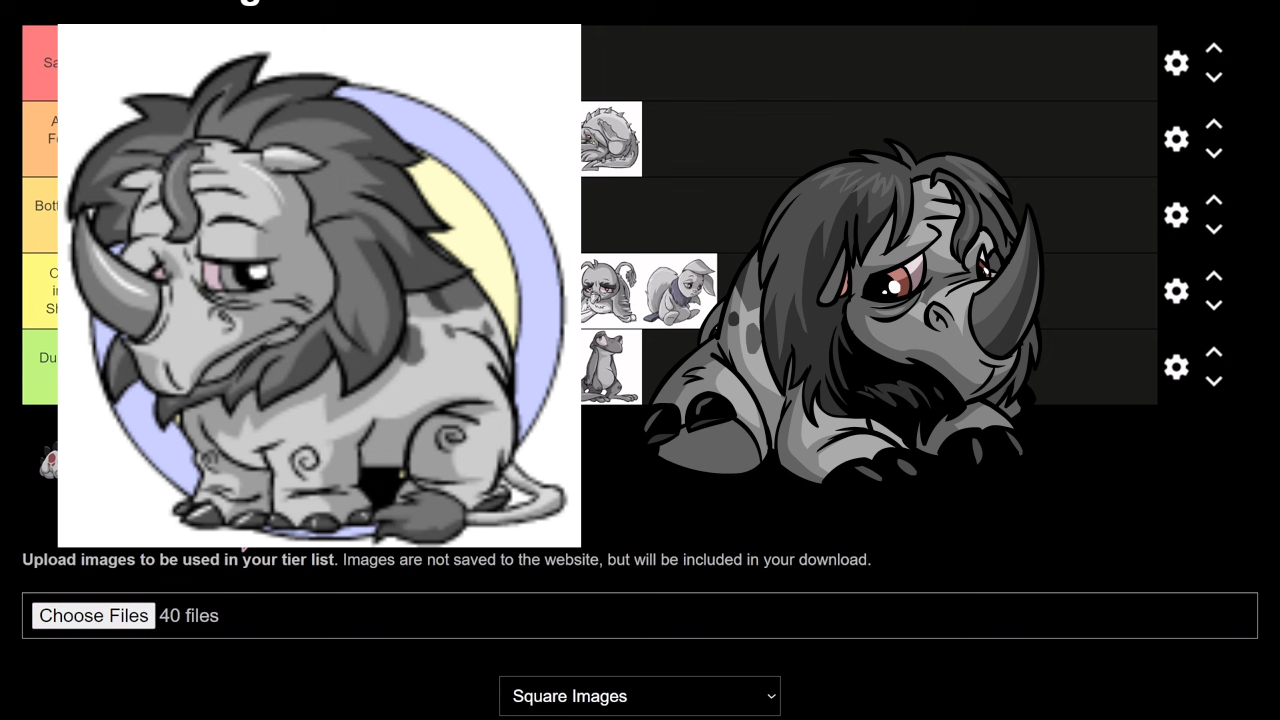 Upload images to be used in your tier list. Images are not saved to the website, but will be included in your download.
Choose Files 40 files
Square Images